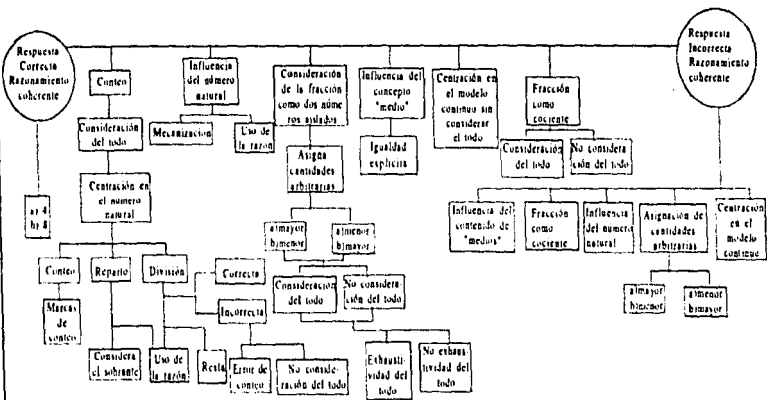 Respuesta
Correcta
Razonamiento
coherente
a) 4
b) 8
Conteo
Consideración
del todo
Centración en
el número
natural
Conteo
Marcas
de
conteo
Reparto
Considera
el sobrante
División
Uso de
la razón
Resta
Correcta
Incorrecta
Error de
conteo
No conside-
ración del todo
Influencia
del número
natural
Mecanización
Uso de
la razón
Consideración
de la fracción
como dos núme
ros aislados
Asigna
cantidades
arbitrarias
a)mayor
b)menor
a)menor
b)mayor
Consideración
del todo
No conside-
ración del todo
Exhausti-
vidad del
todo
No exhaus-
tividad del
todo
Influencia del
concepto
"medio"
Igualdad
explícita
Centración en
el modelo
continuo sin
considerar
el todo
Fracción
como
cociente
Consideración
del todo
No considera-
ción del todo
Respuesta
Incorrecta
Razonamiento
coherente
Influencia del
contenido de
"medios"
Fracción
como
cociente
Influencia
del número
natural
Asignación de
cantidades
arbitrarias
a)mayor
b)menor
a)menor
b)mayor
Centración
en el
modelo
continuo